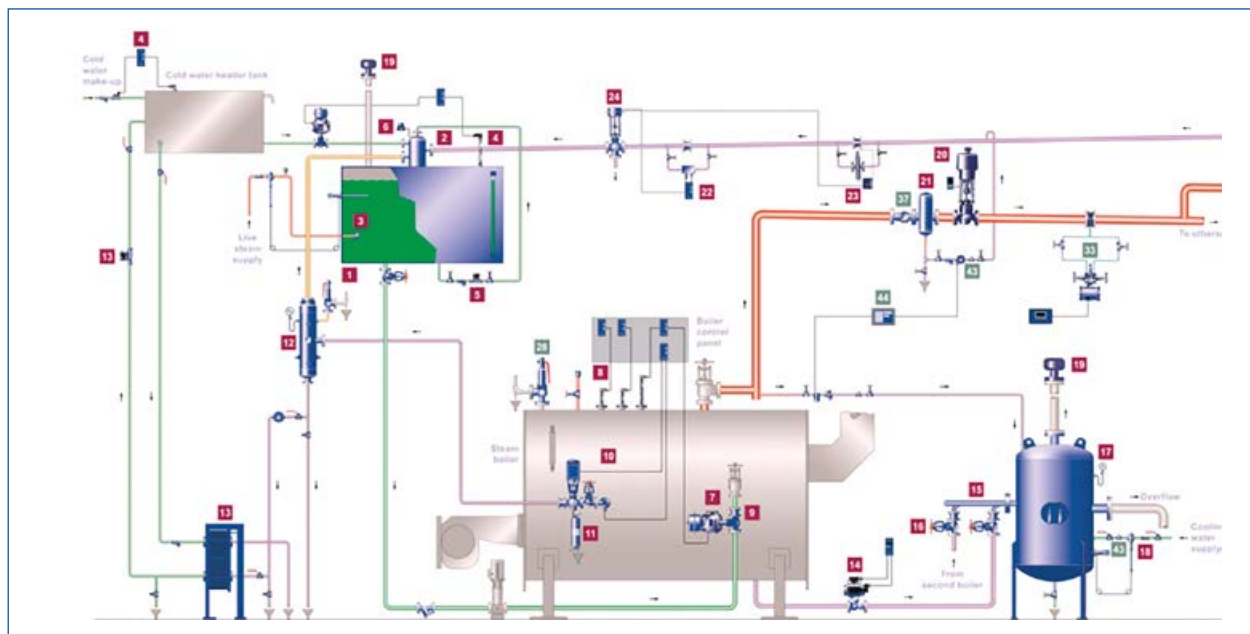 4
Cold
water
make-up
Cold water header tank
19
6
2
4
24
22
23
20
21
37
To others
33
43
44
3
Live
steam
supply
13
1
5
12
8
Boiler
control
panel
28
Steam
boiler
10
11
7
9
19
17
15
16
Overflow
Cooling
water
supply
43
18
14
From
second boiler
13